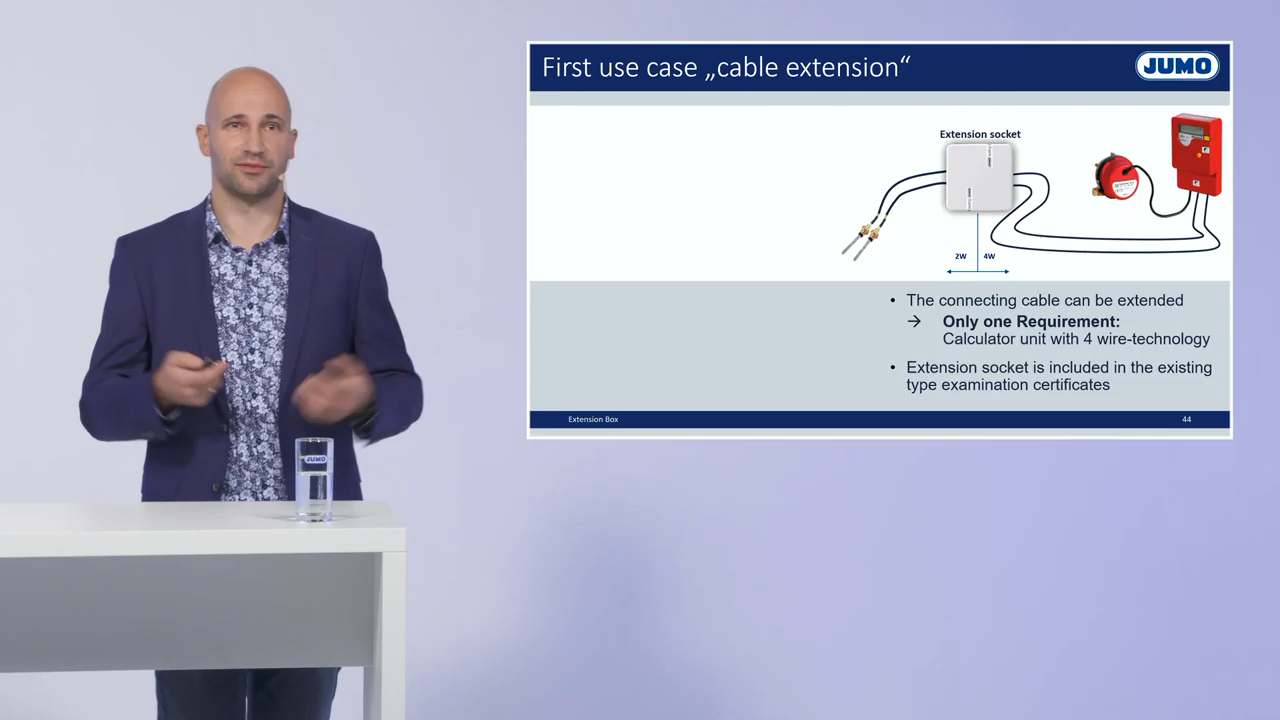 First use case „cable extension“
JUMO
Extension socket
2W
4W
• The connecting cable can be extended
→ Only one Requirement:
Calculator unit with 4 wire-technology
• Extension socket is included in the existing
type examination certificates
Extension Box
44
JUMO